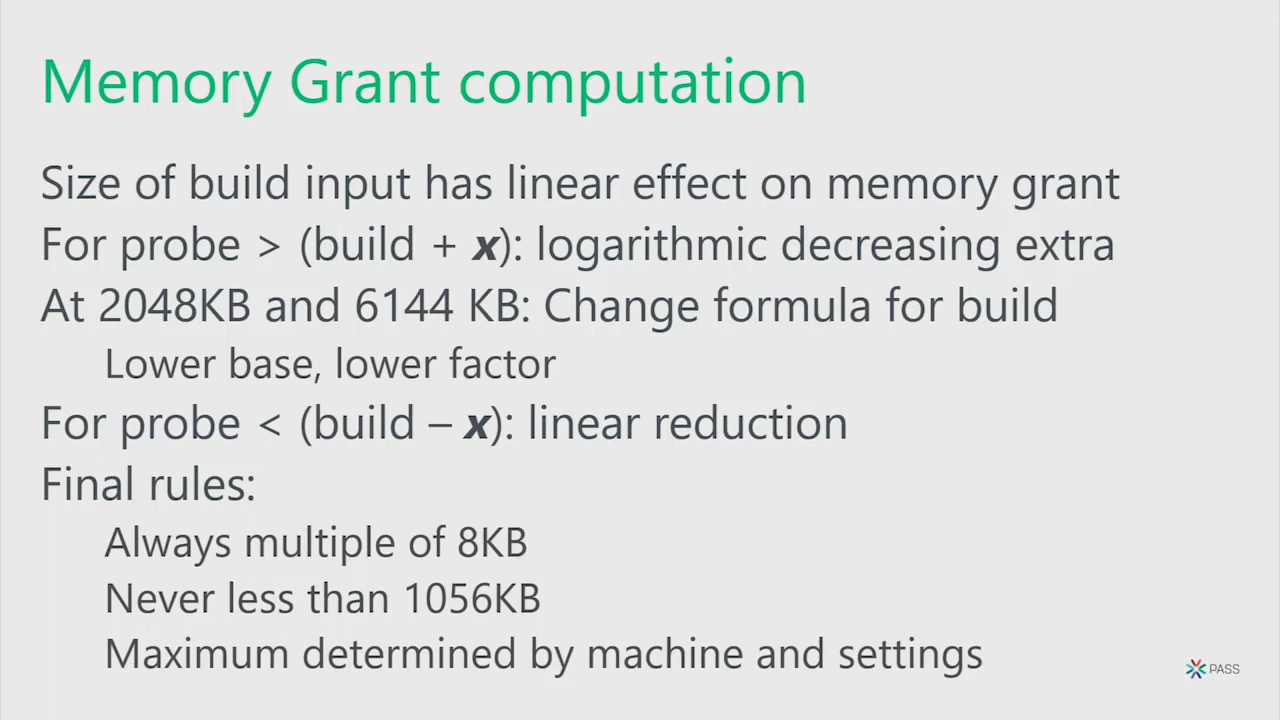 Memory Grant computation
Size of build input has linear effect on memory grant
For probe > (build + x): logarithmic decreasing extra
At 2048KB and 6144 KB: Change formula for build
Lower base, lower factor
For probe < (build – x): linear reduction
Final rules:
Always multiple of 8KB
Never less than 1056KB
Maximum determined by machine and settings
PASS